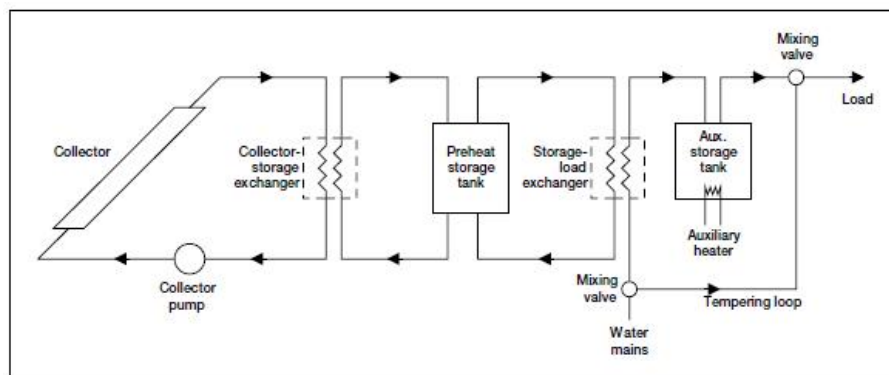 Mixing
valve
Load
Collector
Collector-
storage
exchanger
Preheat
storage
tank
Storage-
load
exchanger
Aux.
storage
tank
Auxiliary
heater
Collector
pump
Mixing
valve
Tempering loop
Water
mains